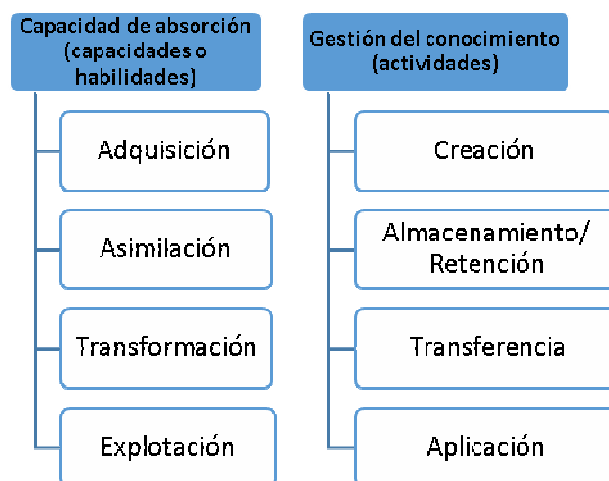 Capacidad de absorción
(capacidades o
habilidades)
Adquisición
Asimilación
Transformación
Explotación
Gestión del conocimiento
(actividades)
Creación
Almacenamiento/
Retención
Transferencia
Aplicación